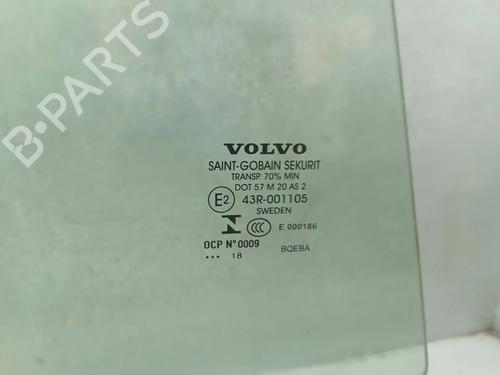 VOLVO
SAINT-GOBAIN SEKURIT
TRANSP. 70% MIN
DOT 57 M 20 AS 2
E2 43R-001105
SWEDEN
N CCC E 000186
OCP N° 0009
... 18 BQEBA
B-PARTS